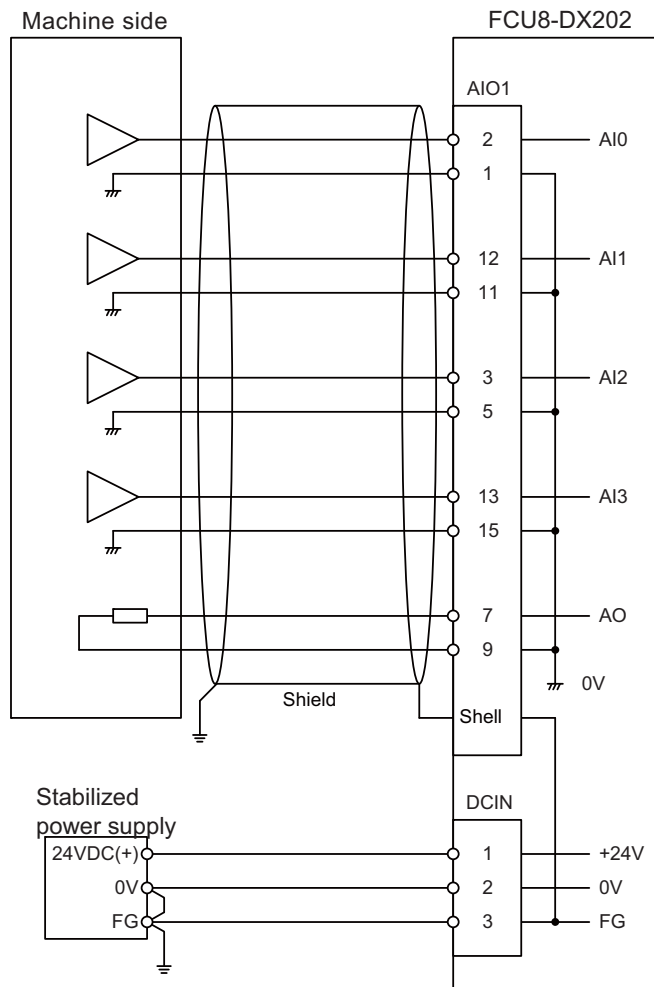 Machine side
FCU8-DX202
AIO1
2
AI0
1
12
AI1
11
3
AI2
5
13
AI3
15
7
AO
9
0V
Shield
Shell
Stabilized
power supply
DCIN
24VDC(+)
1
+24V
0V
2
0V
FG
3
FG